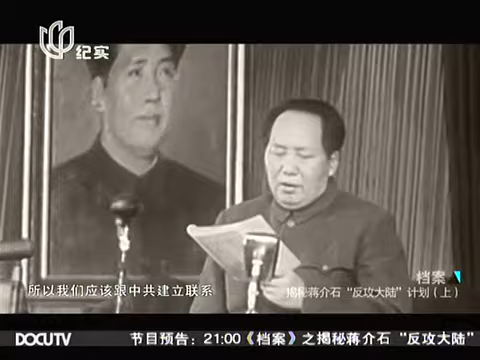 纪实
所以我们应该跟中共建立联系
档案
揭秘蒋介石“反攻大陆”计划（上）
DOCUTV
节目预告：21:00《档案》之揭秘蒋介石“反攻大陆”